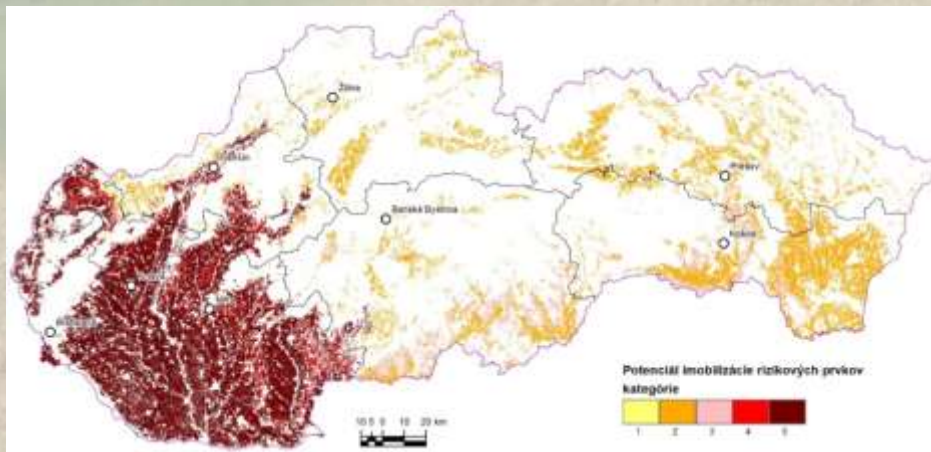 Žilina
Prešov
Banská Bystrica
Košice
Potenciál imobilizácie rizikových prvkov
kategórie
1 2 3 4 5
10 5 0 10 20 km